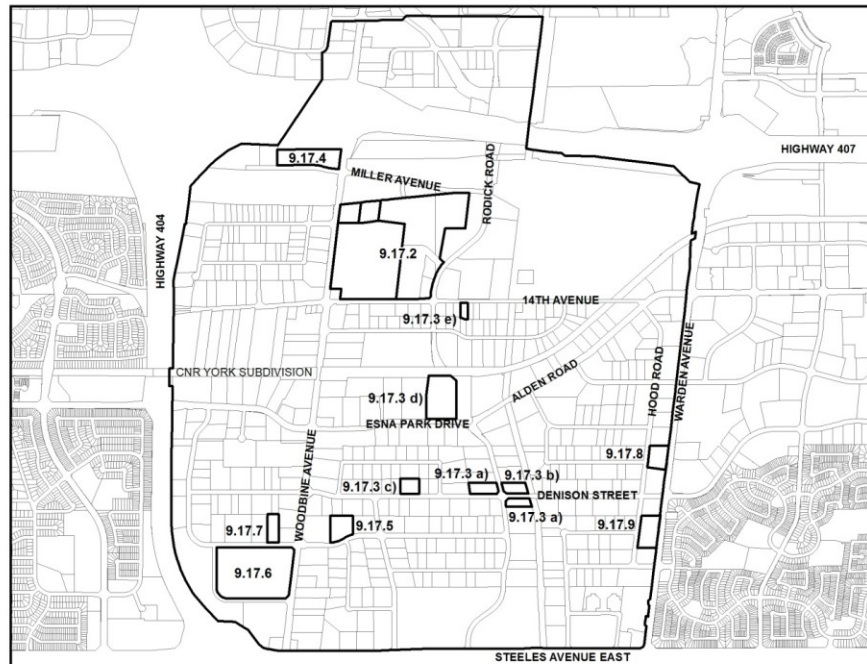 HIGHWAY 407
9.17.4
MILLER AVENUE
RODICK ROAD
HIGHWAY 404
9.17.2
14TH AVENUE
9.17.3 e)
CNR YORK SUBDIVISION
ALDEN ROAD
HOOD ROAD
WARDEN AVENUE
9.17.3 d)
ESNA PARK DRIVE
WOODBINE AVENUE
9.17.8
9.17.3 a)
9.17.3 b)
9.17.3 c)
DENISON STREET
9.17.3 a)
9.17.7
9.17.5
9.17.9
9.17.6
STEELES AVENUE EAST